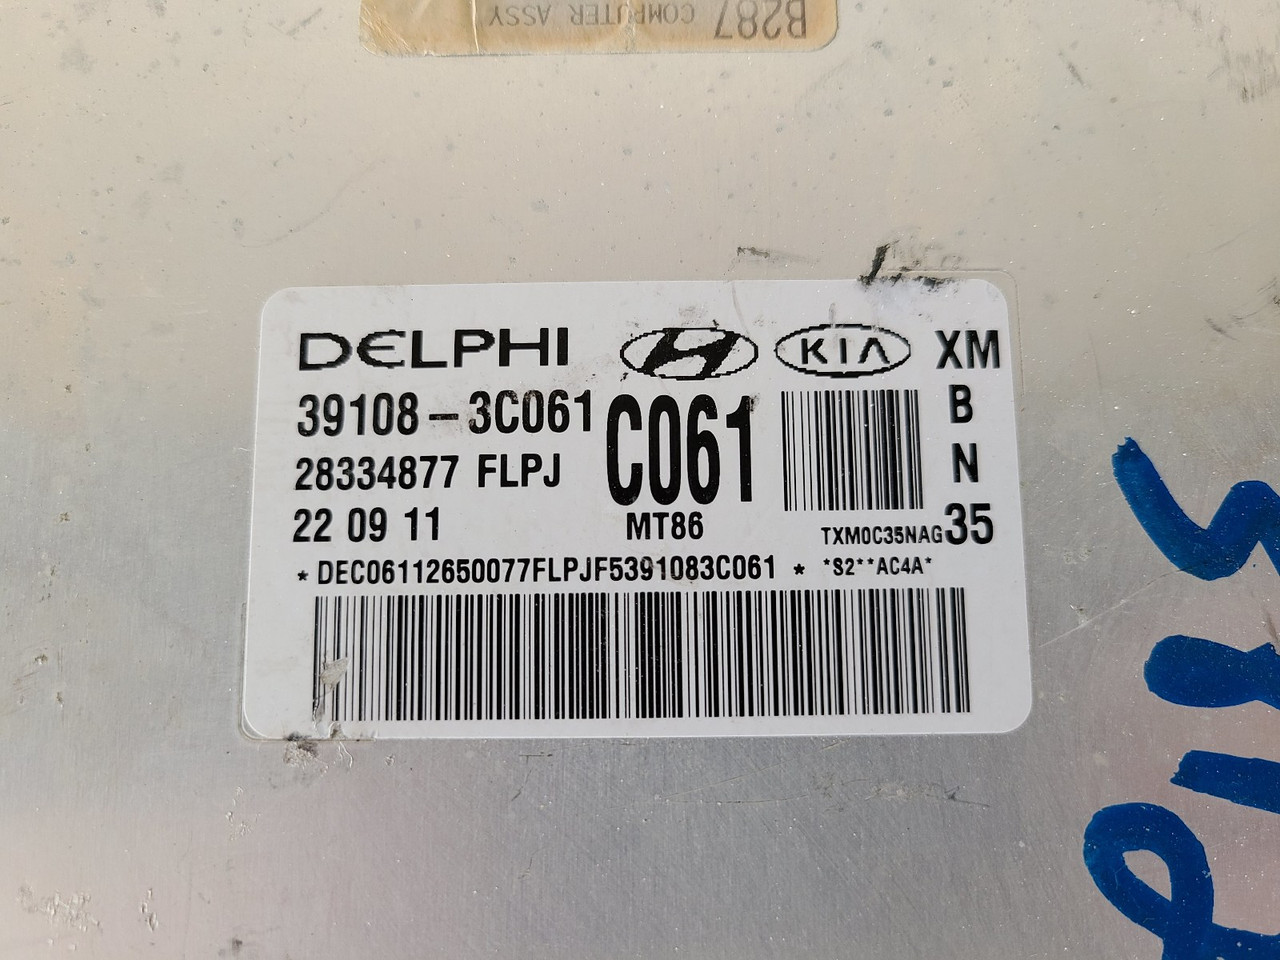 B287 COMPUTER ASSY
DELPHI KIA XM
39108-3C061 C061 B
28334877 FLPJ N
22 09 11 MT86 TXM0C35NAG 35
*DEC06112650077FLPJF5391083C061 * *S2**AC4A*